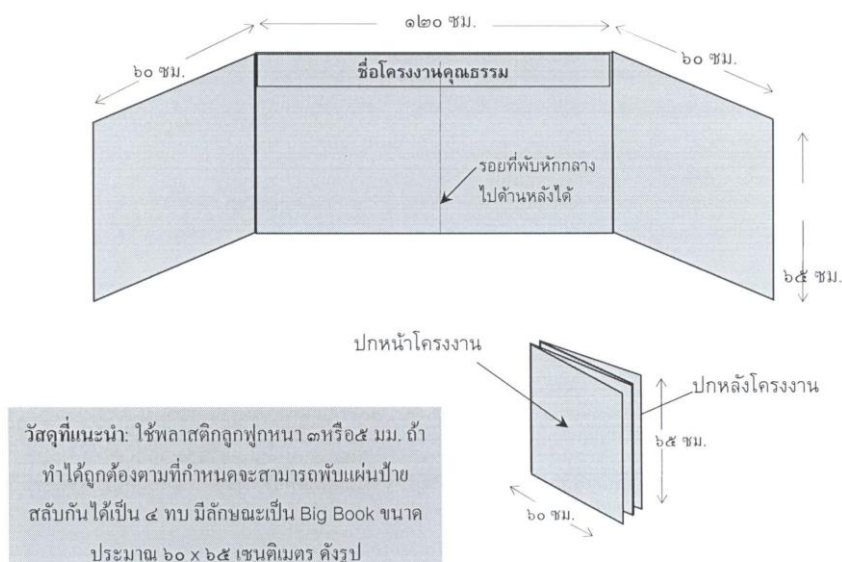 ๑๒๐ ซม.
๖๐ ซม.
๖๐ ซม.
ชื่อโครงงานคุณธรรม
รอยที่พับหักกลาง
ไปด้านหลังได้
๖๕ ซม.
ปกหน้าโครงงาน
ปกหลังโครงงาน
๖๕ ซม.
๖๐ ซม.
วัสดุที่แนะนำ: ใช้พลาสติกลูกฟูกหนา ๓หรือ๕ มม. ถ้า
ทำได้ถูกต้องตามที่กำหนดจะสามารถพับแผ่นป้าย
สลับกันได้เป็น ๔ ทบ มีลักษณะเป็น Big Book ขนาด
ประมาณ ๖๐ x ๖๕ เซนติเมตร ดังรูป